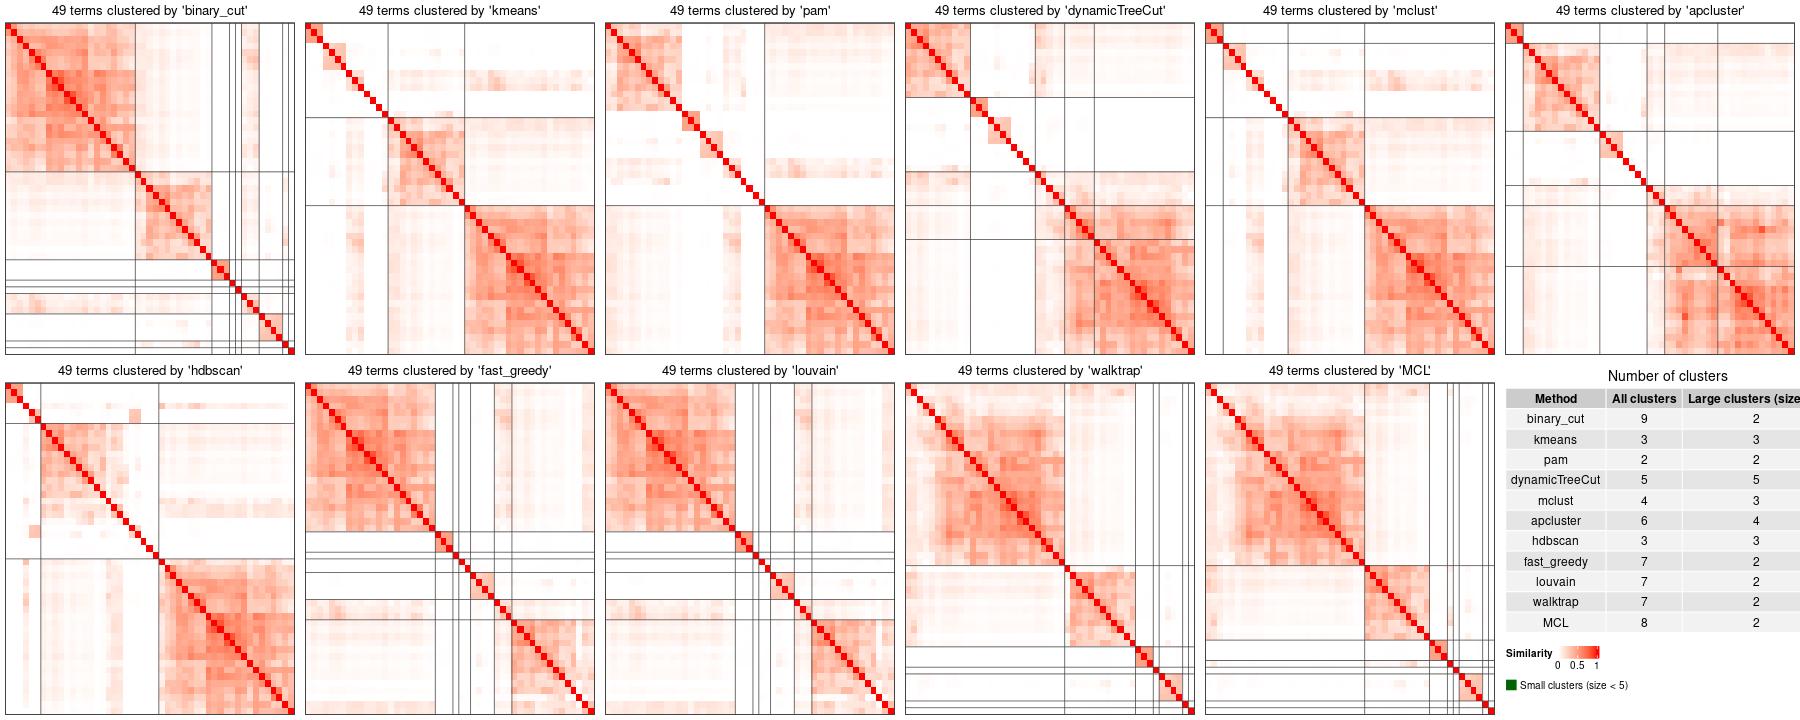 49 terms clustered by 'binary_cut'
49 terms clustered by 'kmeans'
49 terms clustered by 'pam'
49 terms clustered by 'dynamicTreeCut'
49 terms clustered by 'mclust'
49 terms clustered by 'apcluster'
49 terms clustered by 'hdbscan'
49 terms clustered by 'fast_greedy'
49 terms clustered by 'louvain'
49 terms clustered by 'walktrap'
49 terms clustered by 'MCL'
Number of clusters
Method All clusters Large clusters (size
binary_cut 9 2
kmeans 3 3
pam 2 2
dynamicTreeCut 5 5
mclust 4 3
apcluster 6 4
hdbscan 3 3
fast_greedy 7 2
louvain 7 2
walktrap 7 2
MCL 8 2
Similarity
0 0.5 1
Small clusters (size < 5)